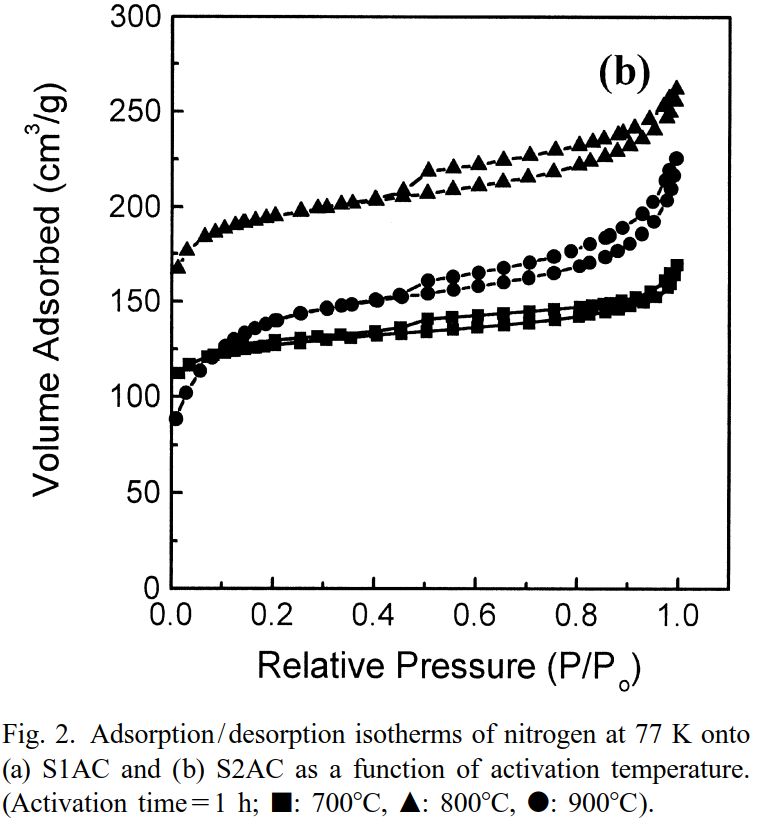 300
(b)
250
200
150
100
50
0
Volume Adsorbed (cm³/g)
0.0 0.2 0.4 0.6 0.8 1.0
Relative Pressure (P/Pₒ)
Fig. 2. Adsorption/desorption isotherms of nitrogen at 77 K onto
(a) S1AC and (b) S2AC as a function of activation temperature.
(Activation time=1 h; ■: 700°C, ▲: 800°C, ●: 900°C).